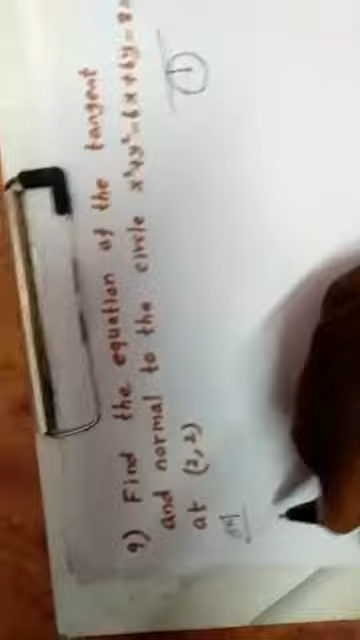 9) Find the equation of the tangent
and normal to the circle x²+y²-6x+6y-8=
at (2,2)
①